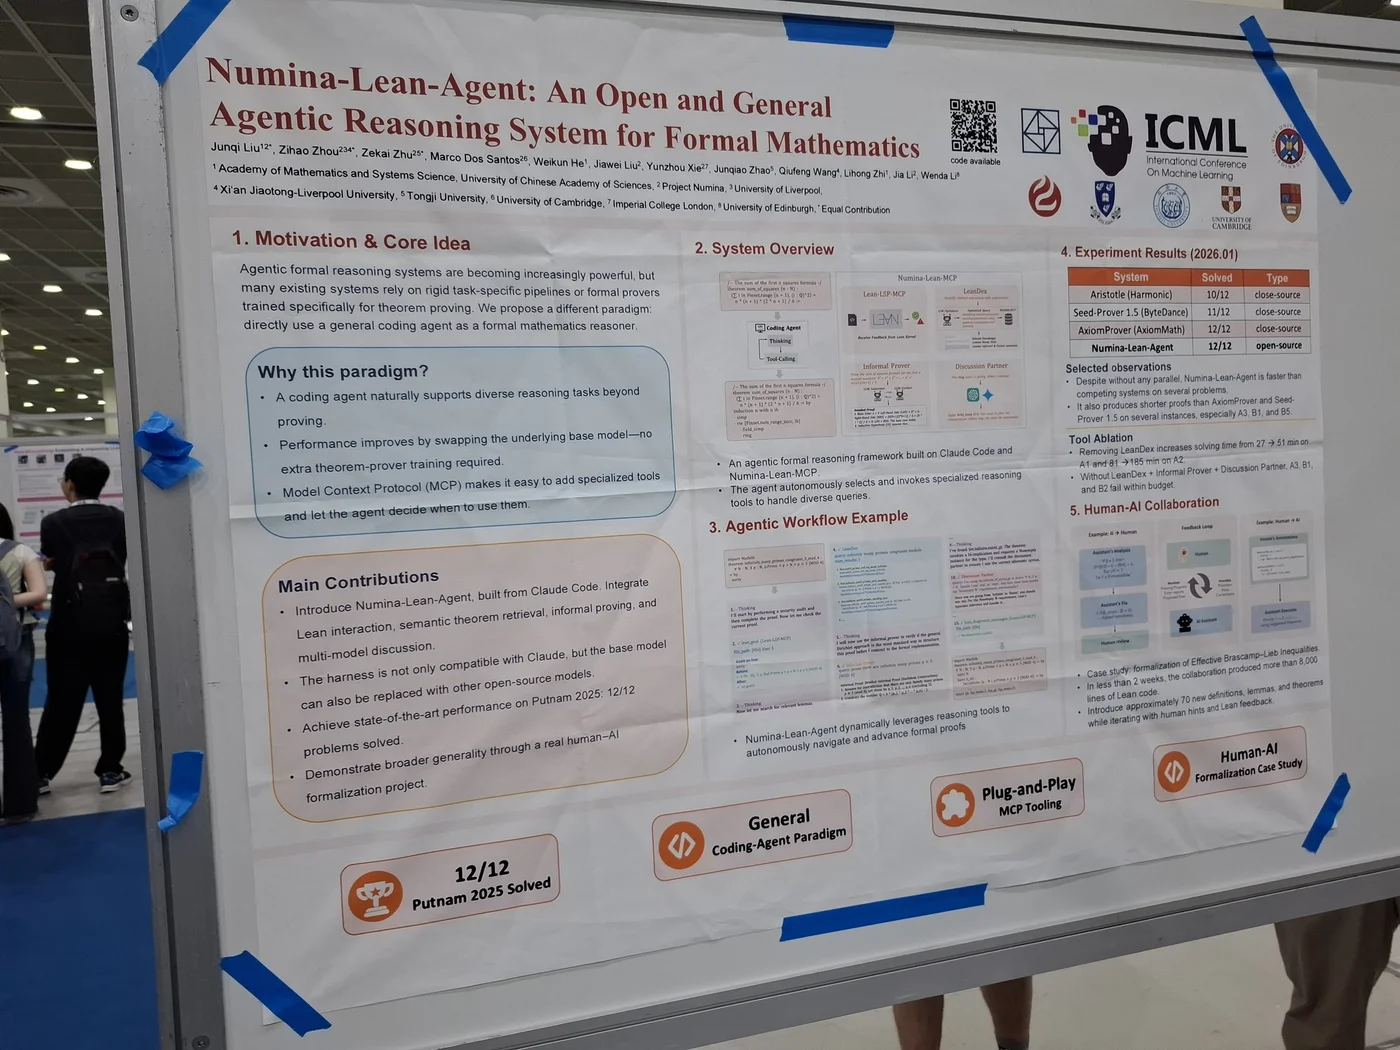 Numina-Lean-Agent: An Open and General
Agentic Reasoning System for Formal Mathematics
Junqi Liu¹²*, Zihao Zhou²³⁴*, Zekai Zhu²⁵*, Marco Dos Santos²⁶, Weikun He¹, Jiawei Liu², Yunzhou Xie²⁷, Junqiao Zhao⁵, Qiufeng Wang⁴, Lihong Zhi¹, Jia Li², Wenda Li⁸
¹ Academy of Mathematics and Systems Science, University of Chinese Academy of Sciences, ² Project Numina, ³ University of Liverpool,
⁴ Xi'an Jiaotong-Liverpool University, ⁵ Tongji University, ⁶ University of Cambridge, ⁷ Imperial College London, ⁸ University of Edinburgh, * Equal Contribution
code available
ICML
International Conference
On Machine Learning
UNIVERSITY OF
CAMBRIDGE
1. Motivation & Core Idea
Agentic formal reasoning systems are becoming increasingly powerful, but
many existing systems rely on rigid task-specific pipelines or formal provers
trained specifically for theorem proving. We propose a different paradigm:
directly use a general coding agent as a formal mathematics reasoner.
Why this paradigm?
• A coding agent naturally supports diverse reasoning tasks beyond
proving.
• Performance improves by swapping the underlying base model—no
extra theorem-prover training required.
• Model Context Protocol (MCP) makes it easy to add specialized tools
and let the agent decide when to use them.
Main Contributions
• Introduce Numina-Lean-Agent, built from Claude Code. Integrate
Lean interaction, semantic theorem retrieval, informal proving, and
multi-model discussion.
• The harness is not only compatible with Claude, but the base model
can also be replaced with other open-source models.
• Achieve state-of-the-art performance on Putnam 2025: 12/12
problems solved.
• Demonstrate broader generality through a real human–AI
formalization project.
2. System Overview
Numina-Lean-MCP
Lean-LSP-MCP
LeanDex
Coding Agent
Thinking
Tool-Calling
Receive Feedback from Lean Kernel
Informal Prover
Discussion Partner
• An agentic formal reasoning framework built on Claude Code and
Numina-Lean-MCP.
• The agent autonomously selects and invokes specialized reasoning
tools to handle diverse queries.
3. Agentic Workflow Example
• Numina-Lean-Agent dynamically leverages reasoning tools to
autonomously navigate and advance formal proofs
4. Experiment Results (2026.01)
System Solved Type
Aristotle (Harmonic) 10/12 close-source
Seed-Prover 1.5 (ByteDance) 11/12 close-source
AxiomProver (AxiomMath) 12/12 close-source
Numina-Lean-Agent 12/12 open-source
Selected observations
• Despite without any parallel, Numina-Lean-Agent is faster than
competing systems on several problems.
• It also produces shorter proofs than AxiomProver and Seed-
Prover 1.5 on several instances, especially A3, B1, and B5.
Tool Ablation
• Removing LeanDex increases solving time from 27 → 51 min on
A1 and 81 →185 min on A2.
• Without LeanDex + Informal Prover + Discussion Partner, A3, B1,
and B2 fail within budget.
5. Human-AI Collaboration
Example: AI → Human
Feedback Loop
Example: Human → AI
Assistant's Analysis
Human
Assistant's Fix
AI Assistant
Human review
• Case study: formalization of Effective Brascamp–Lieb Inequalities.
• In less than 2 weeks, the collaboration produced more than 8,000
lines of Lean code.
• Introduce approximately 70 new definitions, lemmas, and theorems
while iterating with human hints and Lean feedback.
12/12
Putnam 2025 Solved
General
Coding-Agent Paradigm
Plug-and-Play
MCP Tooling
Human-AI
Formalization Case Study